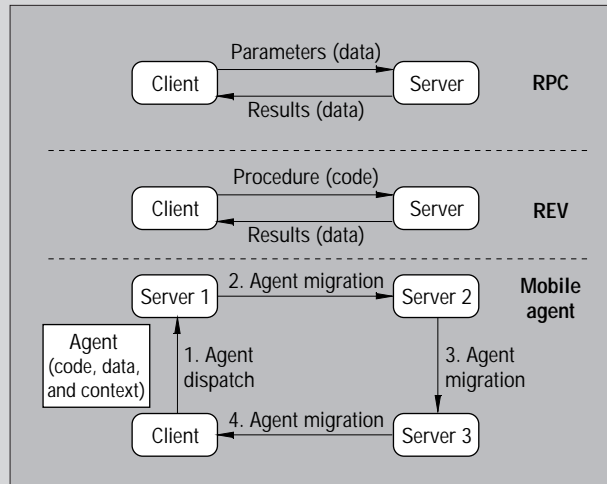 Parameters (data)
Client
Server
RPC
Results (data)
Procedure (code)
Client
Server
REV
Results (data)
2. Agent migration
Mobile
agent
Server 1
Server 2
Agent
(code, data,
and context)
1. Agent
dispatch
3. Agent
migration
4. Agent migration
Client
Server 3